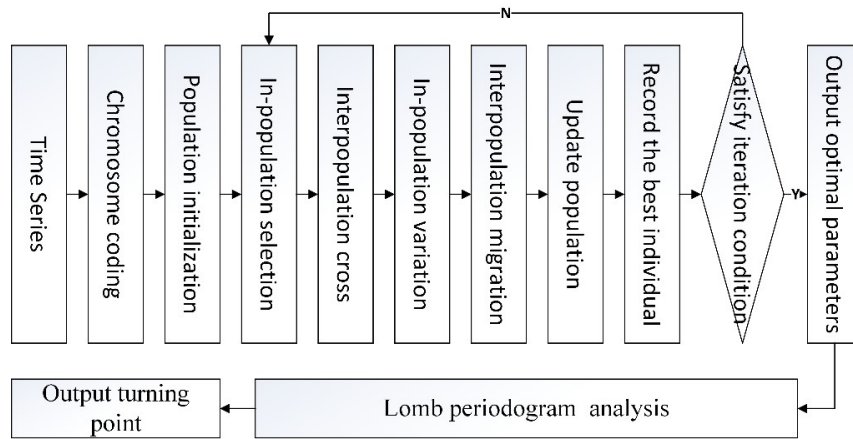 N
Time Series
Chromosome coding
Population initialization
In-population selection
Interpopulation cross
In-population variation
Interpopulation migration
Update population
Record the best individual
Satisfy iteration condition
Y
Output optimal parameters
Output turning
point
Lomb periodogram analysis